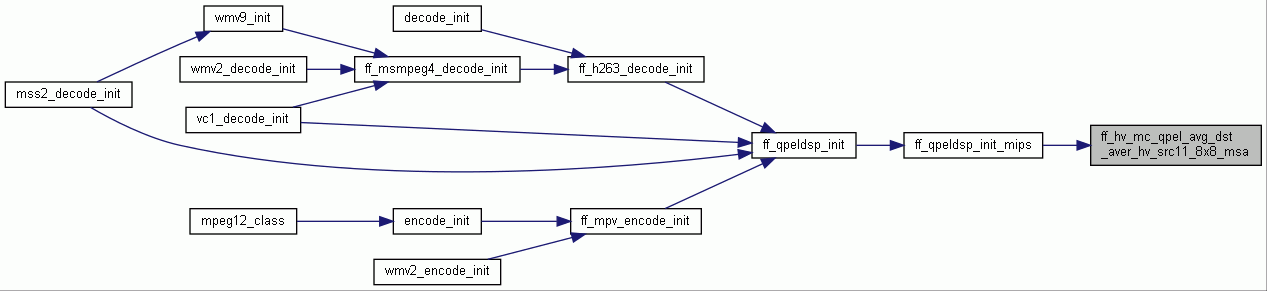 wmv9_init
decode_init
wmv2_decode_init
ff_msmpeg4_decode_init
ff_h263_decode_init
mss2_decode_init
vc1_decode_init
ff_qpeldsp_init
ff_qpeldsp_init_mips
ff_hv_mc_qpel_avg_dst
_aver_hv_src11_8x8_msa
mpeg12_class
encode_init
ff_mpv_encode_init
wmv2_encode_init